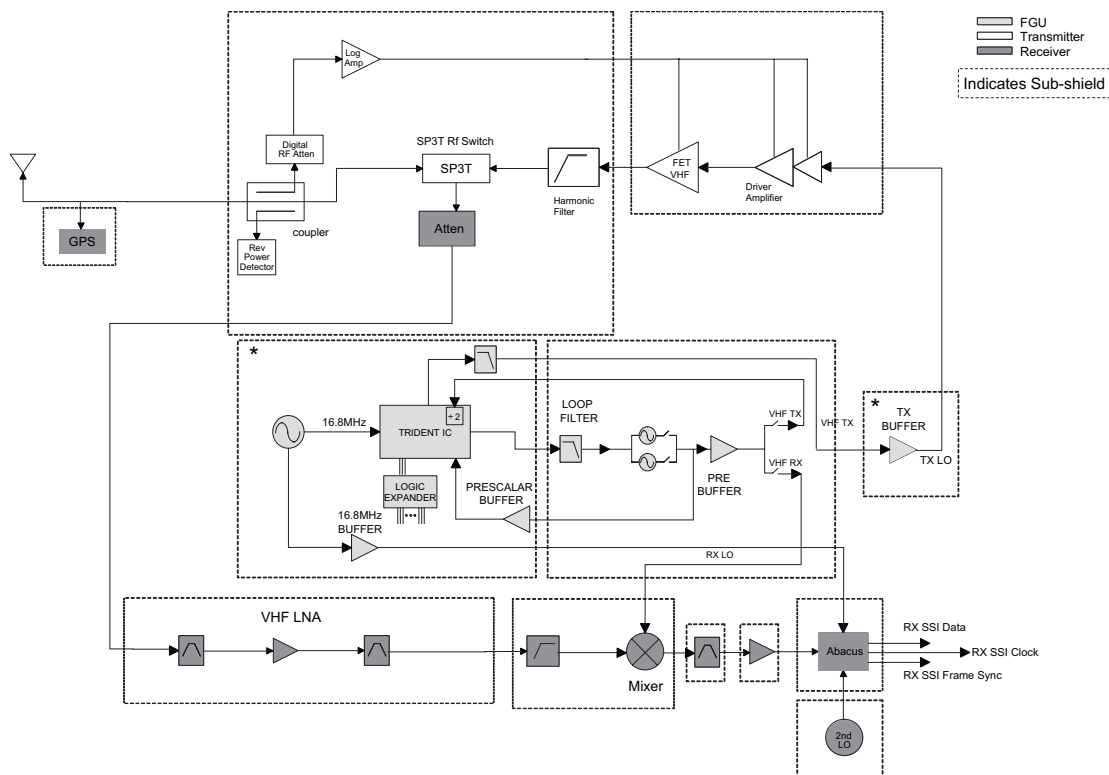 FGU
Transmitter
Receiver
Indicates Sub-shield
Log
Amp
Digital
RF Atten
SP3T Rf Switch
SP3T
FET
VHF
Driver
Amplifier
Harmonic
Filter
coupler
Atten
GPS
Rev
Power
Detector
*
16.8MHz
TRIDENT IC
÷2
LOGIC
EXPANDER
PRESCALAR
BUFFER
16.8MHz
BUFFER
LOOP
FILTER
PRE
BUFFER
VHF TX
VHF RX
VHF TX
*
TX
BUFFER
TX LO
RX LO
VHF LNA
Mixer
Abacus
RX SSI Data
RX SSI Clock
RX SSI Frame Sync
2nd
LO